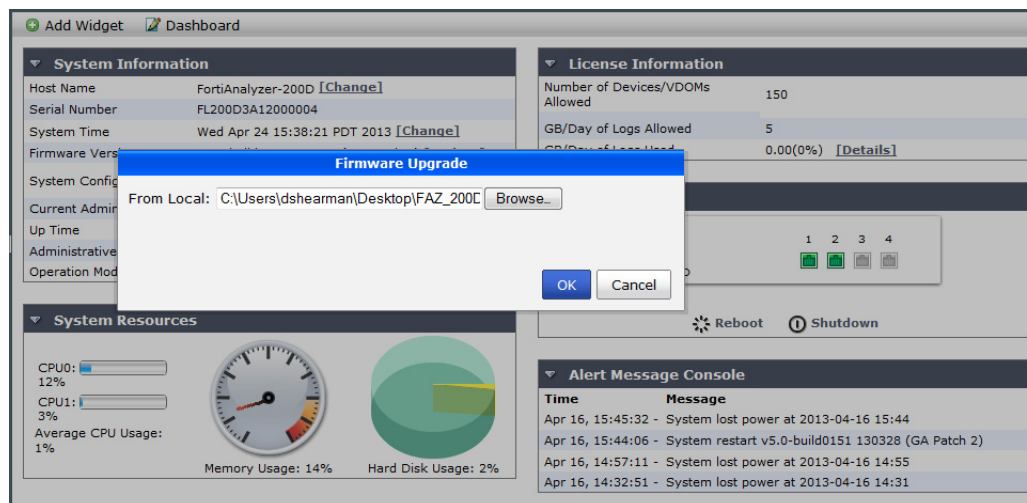 Add Widget Dashboard
System Information
Host Name FortiAnalyzer-200D [Change]
Serial Number FL200D3A12000004
System Time Wed Apr 24 15:38:21 PDT 2013 [Change]
Firmware Vers
System Config
Current Admin
Up Time
Administrative
Operation Mod
Firmware Upgrade
From Local: C:\Users\dshearman\Desktop\FAZ_200D Browse...
OK Cancel
License Information
Number of Devices/VDOMs Allowed 150
GB/Day of Logs Allowed 5
GB/Day of Logs Used 0.00(0%) [Details]
1 2 3 4
Reboot Shutdown
System Resources
CPU0:
12%
CPU1:
3%
Average CPU Usage:
1%
Memory Usage: 14% Hard Disk Usage: 2%
Alert Message Console
Time Message
Apr 16, 15:45:32 - System lost power at 2013-04-16 15:44
Apr 16, 15:44:06 - System restart v5.0-build0151 130328 (GA Patch 2)
Apr 16, 14:57:11 - System lost power at 2013-04-16 14:55
Apr 16, 14:32:51 - System lost power at 2013-04-16 14:31